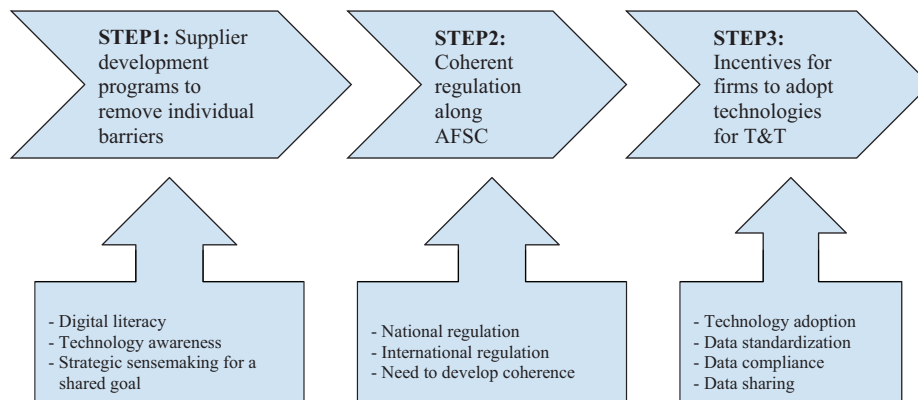 STEP1: Supplier
development
programs to
remove individual
barriers
STEP2:
Coherent
regulation
along
AFSC
STEP3:
Incentives for
firms to adopt
technologies
for T&T
- Digital literacy
- Technology awareness
- Strategic sensemaking for a
shared goal
- National regulation
- International regulation
- Need to develop coherence
- Technology adoption
- Data standardization
- Data compliance
- Data sharing